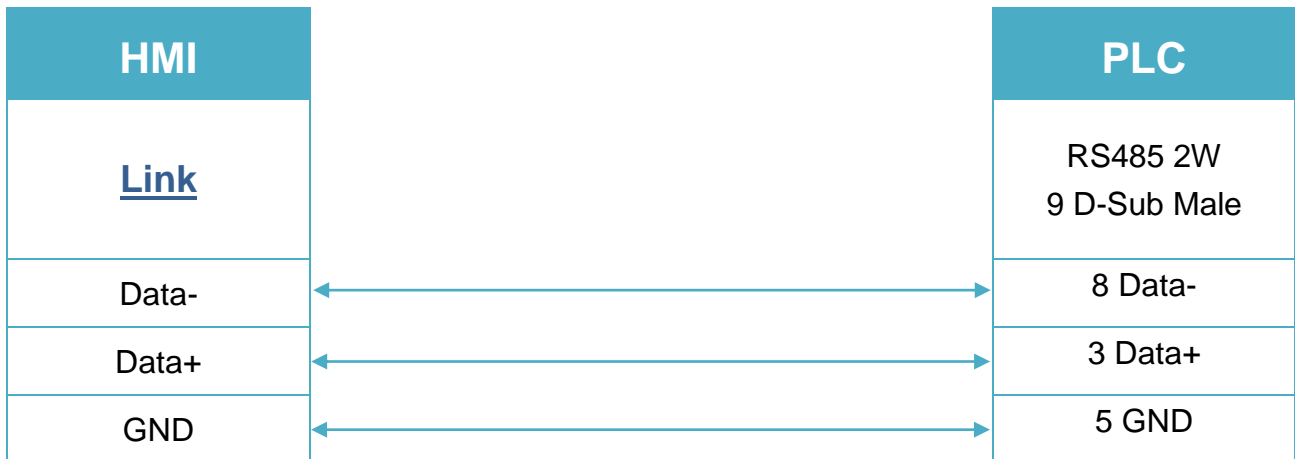 HMI
PLC
Link
RS485 2W
9 D-Sub Male
Data-
8 Data-
Data+
3 Data+
GND
5 GND